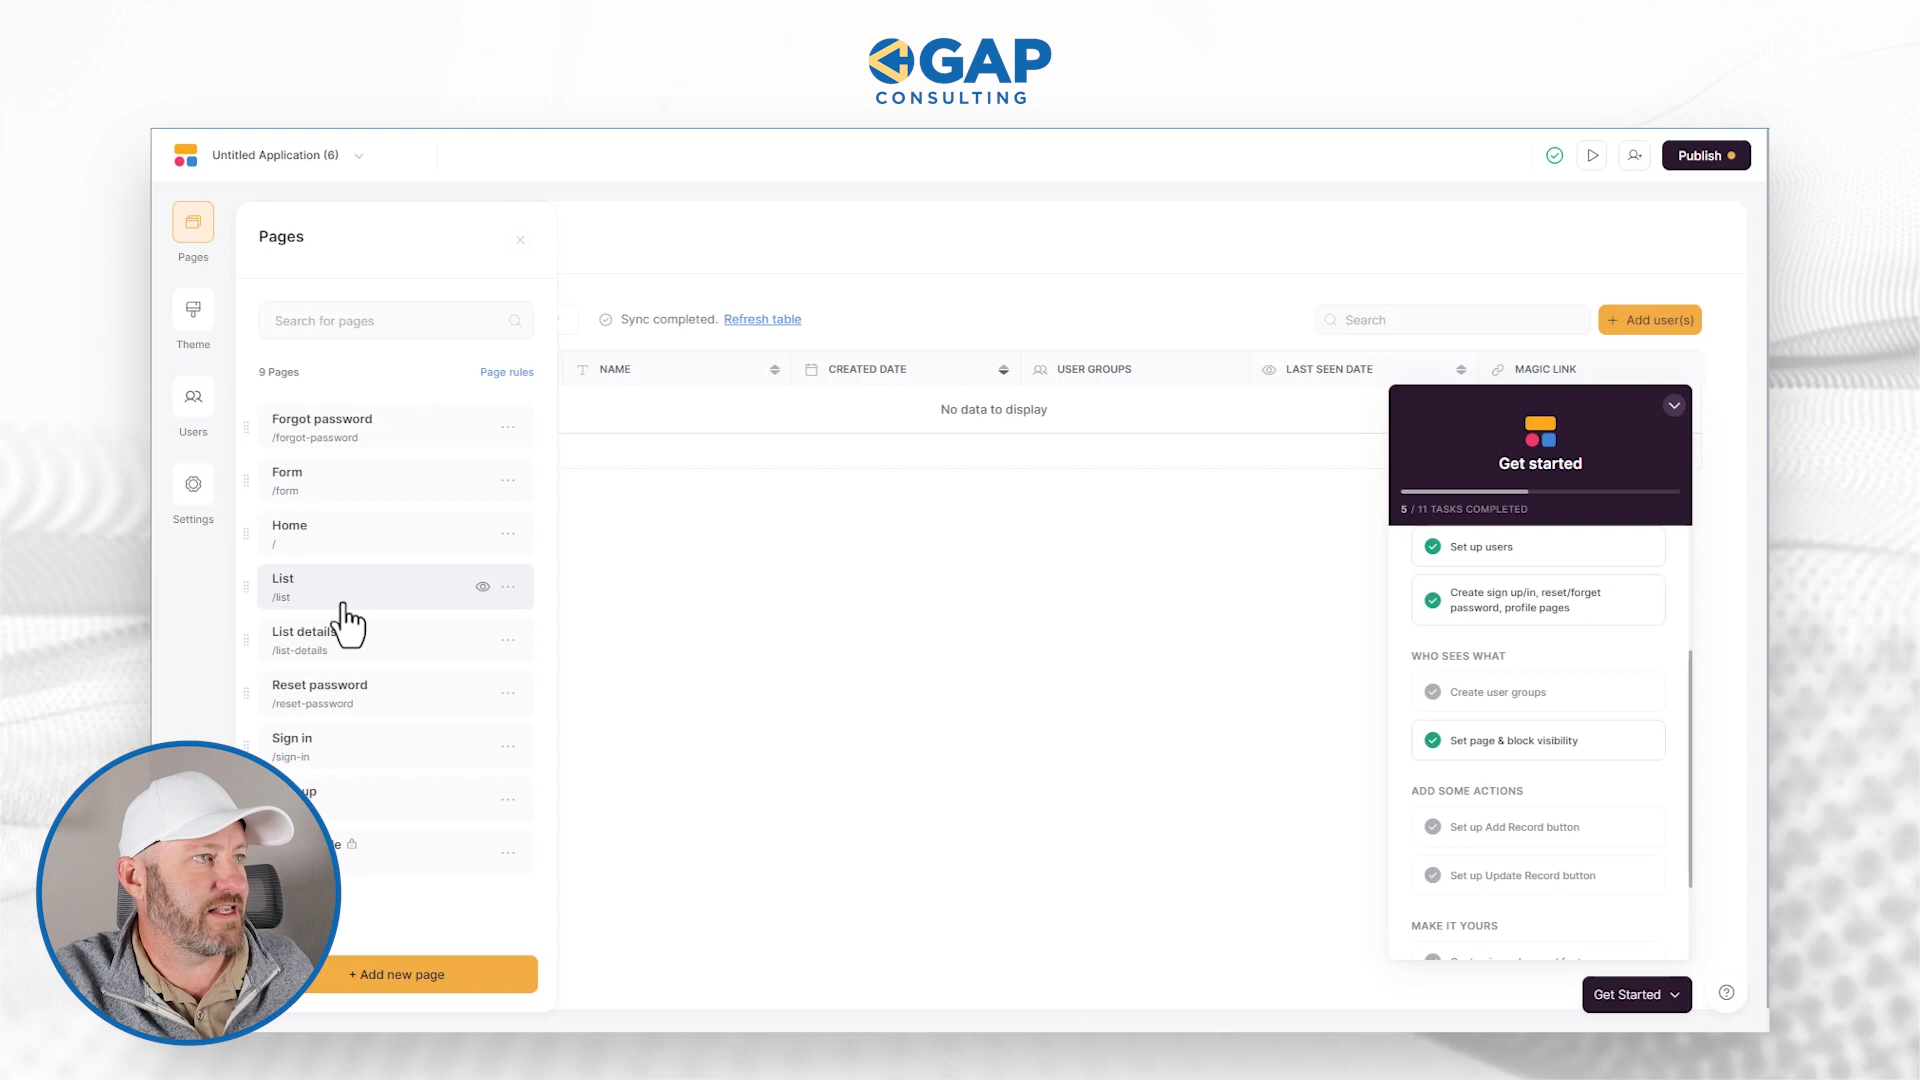 GAP
CONSULTING
Untitled Application (6)
Publish
Pages
Theme
Users
Settings
Pages
Search for pages
9 Pages
Page rules
Forgot password
/forgot-password
Form
/form
Home
/
List
/list
List details
/list-details
Reset password
/reset-password
Sign in
/sign-in
up
e
+ Add new page
Sync completed. Refresh table
Search
+ Add user(s)
NAME
CREATED DATE
USER GROUPS
LAST SEEN DATE
MAGIC LINK
No data to display
Get started
5 / 11 TASKS COMPLETED
Set up users
Create sign up/in, reset/forget
password, profile pages
WHO SEES WHAT
Create user groups
Set page & block visibility
ADD SOME ACTIONS
Set up Add Record button
Set up Update Record button
MAKE IT YOURS
Get Started